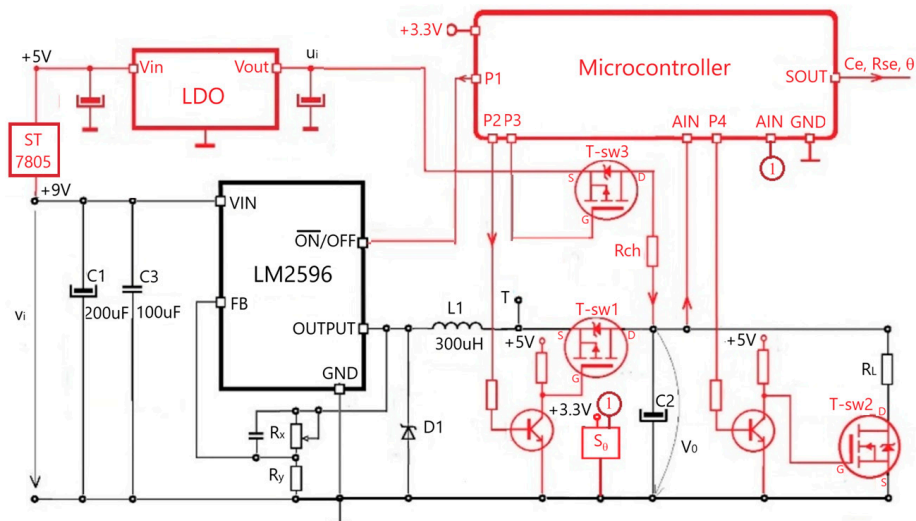 +3.3V
Microcontroller
P1
SOUT
Ce, Rse, θ
P2
P3
AIN
P4
AIN
GND
1
+5V
Vin
Vout
LDO
ui
ST
7805
+9V
T-sw3
S
D
G
Rch
VIN
ON/OFF
LM2596
FB
OUTPUT
GND
C1
200uF
C3
100uF
vi
L1
300uH
T
T-sw1
S
D
G
+5V
+5V
RL
T-sw2
D
G
S
+3.3V
1
Sθ
C2
V0
Rx
Ry
D1